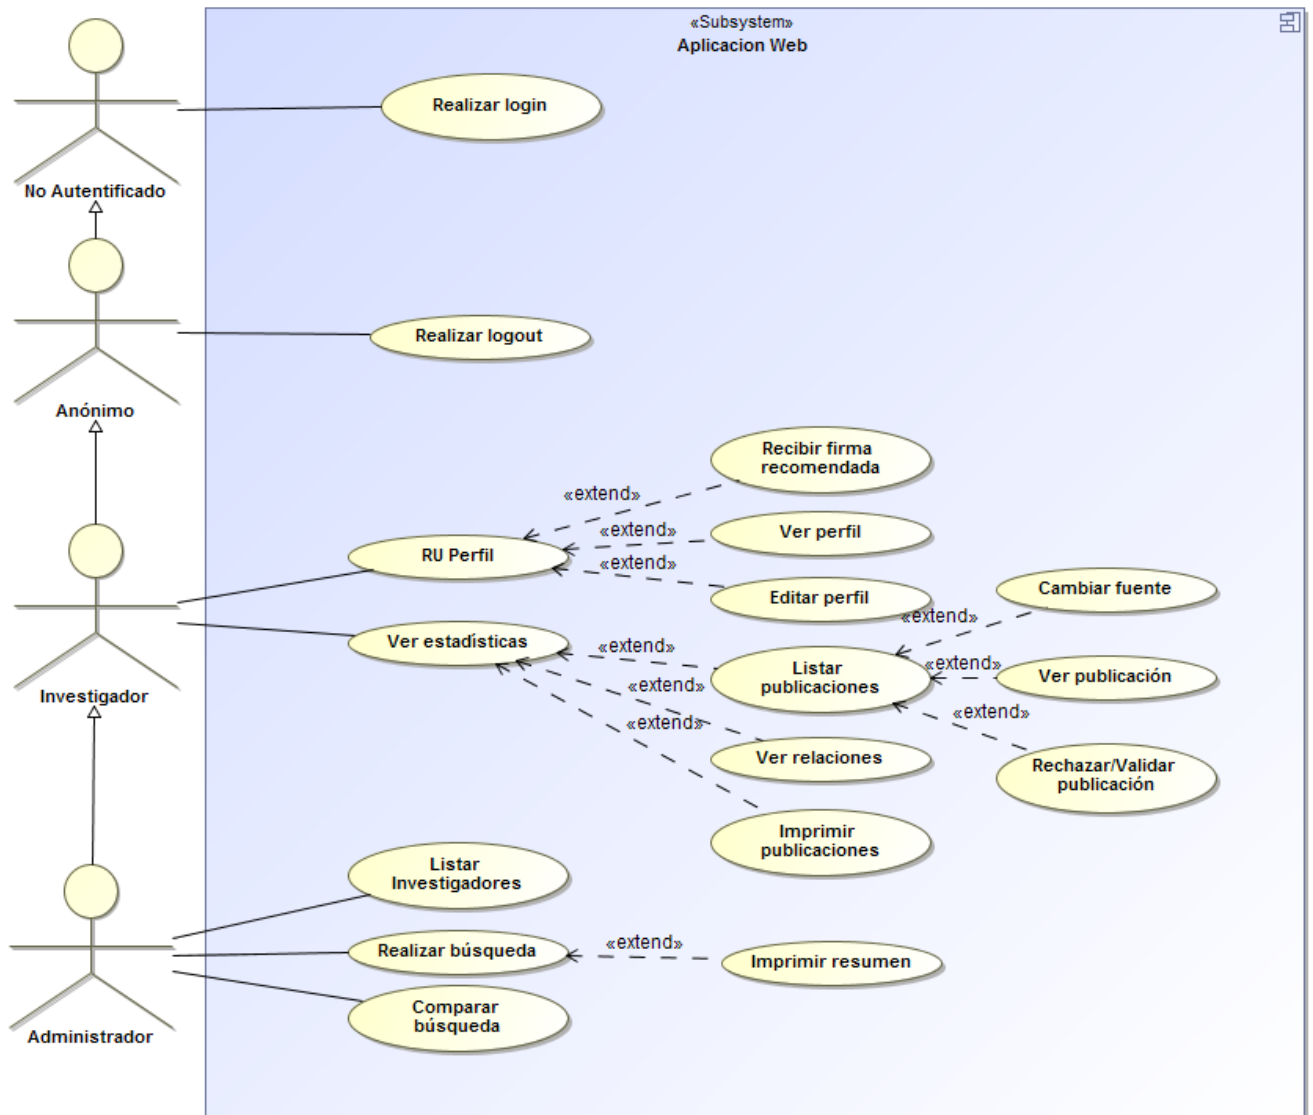 «Subsystem»
Aplicacion Web
Realizar login
No Autentificado
Realizar logout
Anónimo
Recibir firma
recomendada
«extend»
Ver perfil
«extend»
RU Perfil
«extend»
Editar perfil
Cambiar fuente
«extend»
Ver estadísticas
«extend»
Listar
publicaciones
«extend»
Ver publicación
«extend»
Investigador
«extend»
«extend»
Ver relaciones
Rechazar/Validar
publicación
Imprimir
publicaciones
Listar
Investigadores
Realizar búsqueda
«extend»
Imprimir resumen
Comparar
búsqueda
Administrador